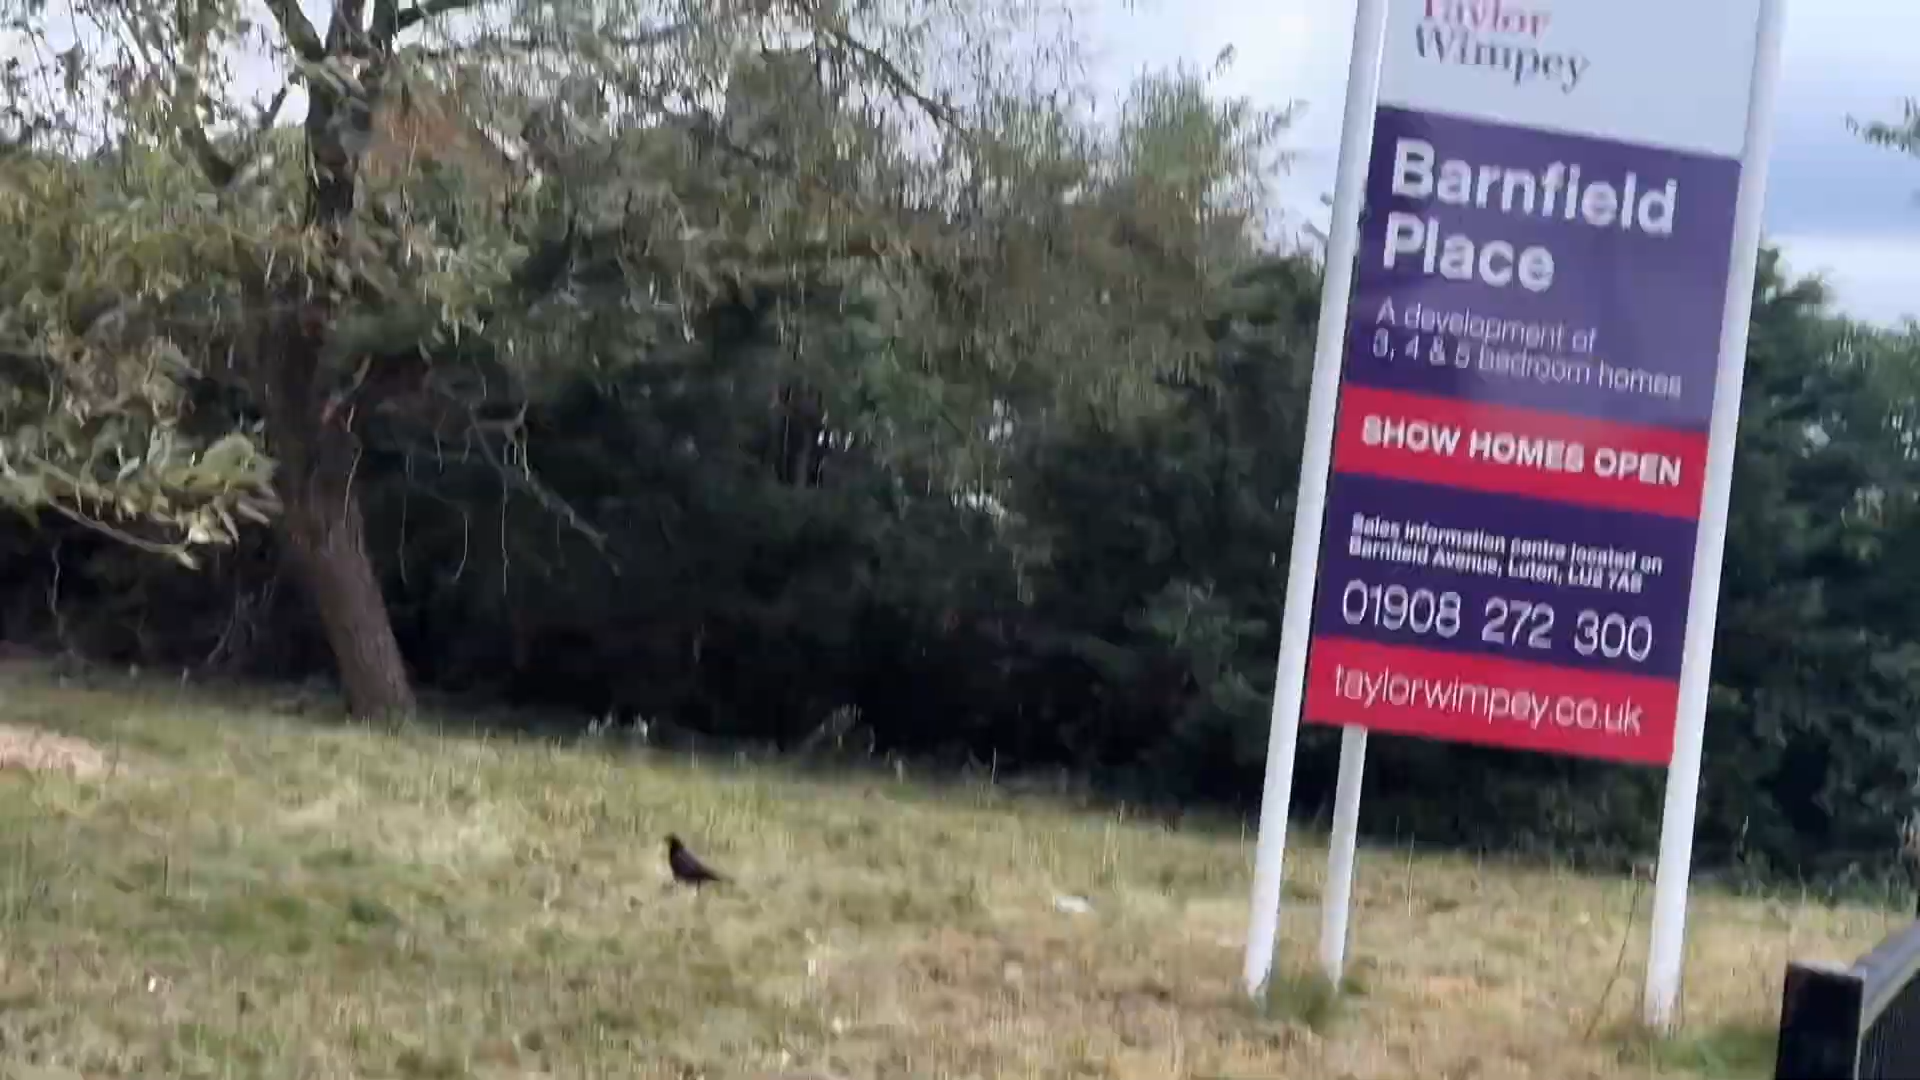 Taylor
Wimpey
Barnfield
Place
A development of
3, 4 & 5 bedroom homes
SHOW HOMES OPEN
Sales information centre located on
Barnfield Avenue, Luton, LU2 7AS
01908 272 300
taylorwimpey.co.uk